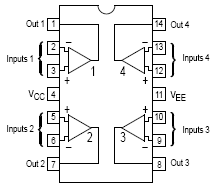 Out 1 1 14 Out 4
2 13
Inputs 1 1 4 Inputs 4
3 12
VCC 4 11 VEE
5 10
Inputs 2 2 3 Inputs 3
6 9
Out 2 7 8 Out 3